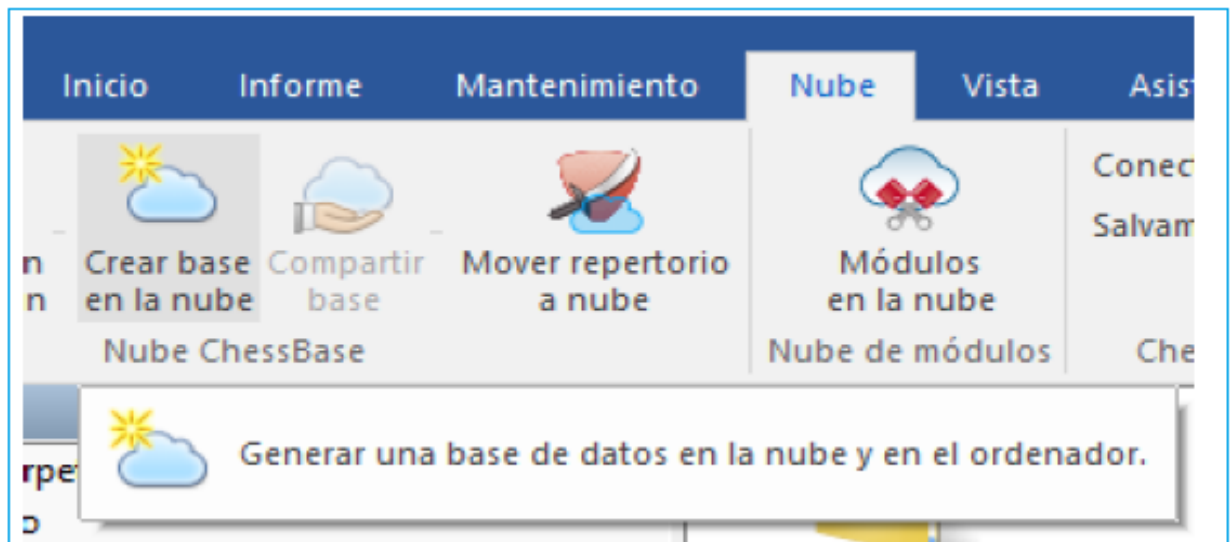 Inicio Informe Mantenimiento Nube Vista
Crear base Compartir Mover repertorio Módulos
en la nube base a nube en la nube
Nube ChessBase Nube de módulos
Generar una base de datos en la nube y en el ordenador.